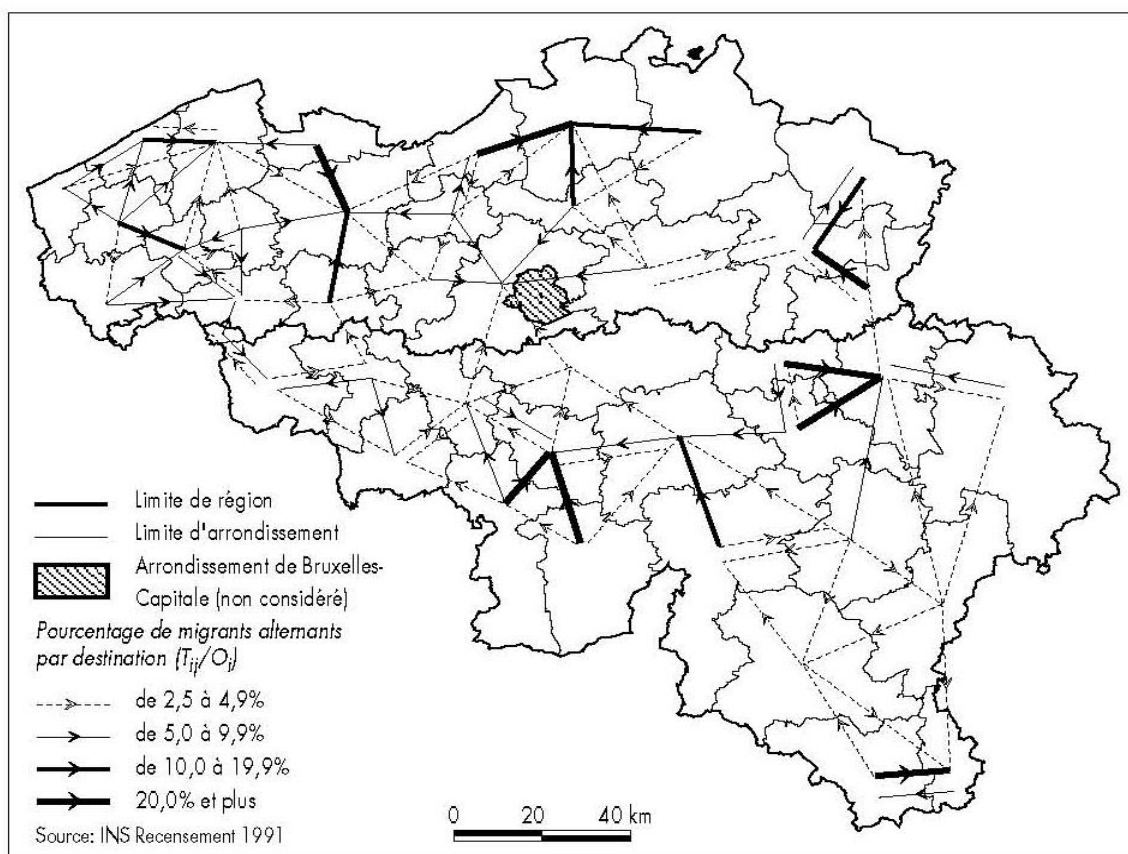 Limite de région
Limite d'arrondissement
Arrondissement de Bruxelles-
Capitale (non considéré)
Pourcentage de migrants alternants
par destination (Tij/Oi)
de 2,5 à 4,9%
de 5,0 à 9,9%
de 10,0 à 19,9%
20,0% et plus
Source: INS Recensement 1991
0 20 40 km